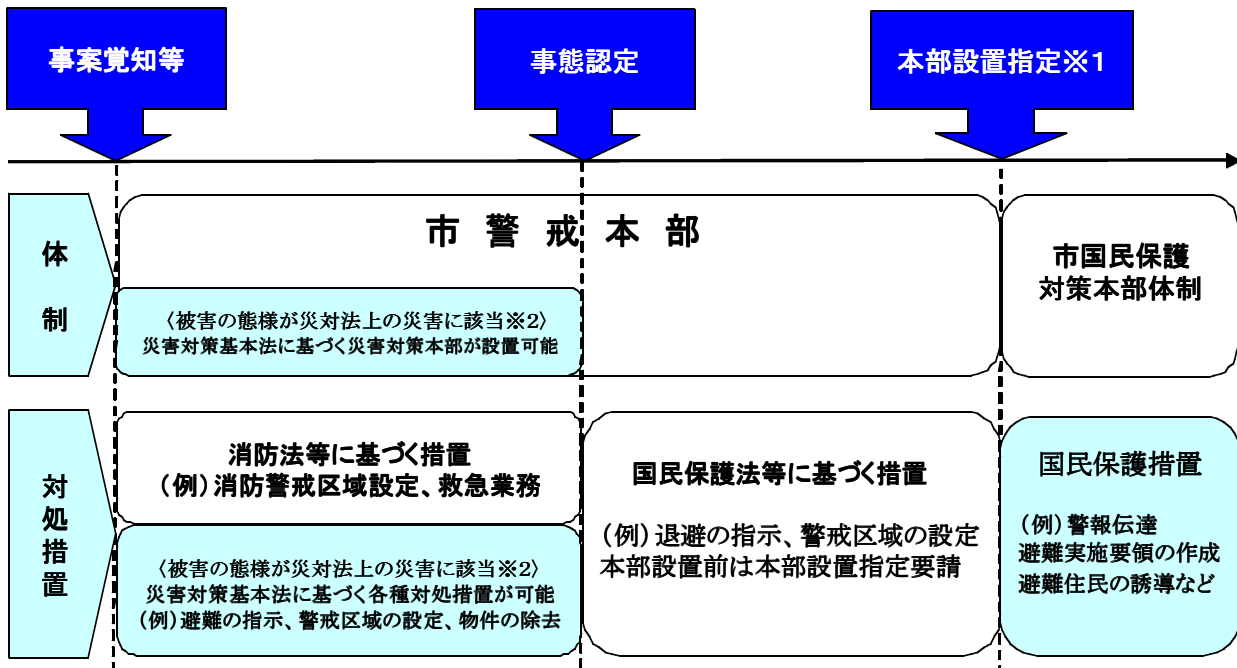 事案覚知等
事態認定
本部設置指定※1
体
制
市警戒本部
〈被害の態様が災対法上の災害に該当※2〉
災害対策基本法に基づく災害対策本部が設置可能
市国民保護
対策本部体制
対
処
措
置
消防法等に基づく措置
（例）消防警戒区域設定、救急業務
〈被害の態様が災対法上の災害に該当※2〉
災害対策基本法に基づく各種対処措置が可能
（例）避難の指示、警戒区域の設定、物件の除去
国民保護法等に基づく措置
（例）退避の指示、警戒区域の設定
本部設置前は本部設置指定要請
国民保護措置
（例）警報伝達
避難実施要領の作成
避難住民の誘導など